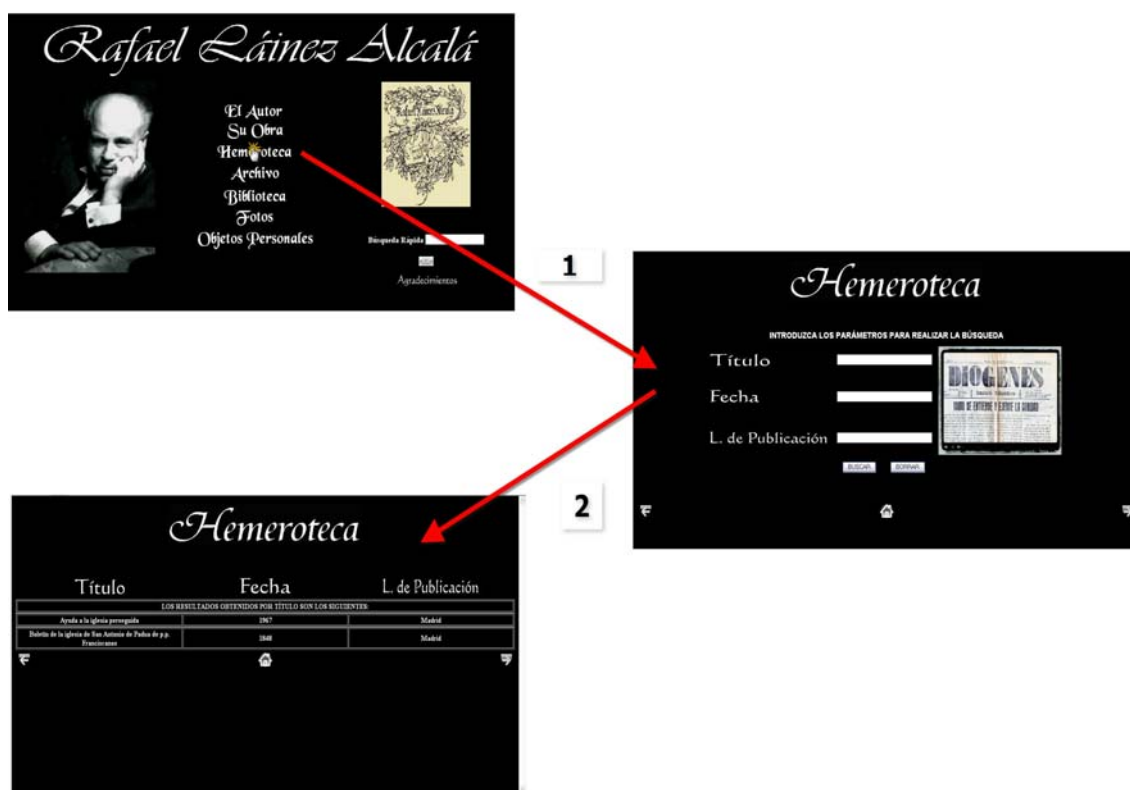 Rafael Láinez Alcalá
El Autor
Su Obra
Hemeroteca
Archivo
Biblioteca
Fotos
Objetos Personales
Rafael Láinez Alcalá
Búsqueda Rápida
Agradecimientos
1
Hemeroteca
INTRODUZCA LOS PARÁMETROS PARA REALIZAR LA BÚSQUEDA
Título
Fecha
L. de Publicación
BUSCAR BORRAR
DIOGENES
2
Hemeroteca
Título Fecha L. de Publicación
LOS RESULTADOS OBTENIDOS POR TÍTULO SON LOS SIGUIENTES:
Ayuda a la iglesia perseguida 1967 Madrid
Boletín de la iglesia de San Antonio de Padua de p.p. Franciscanos 1848 Madrid